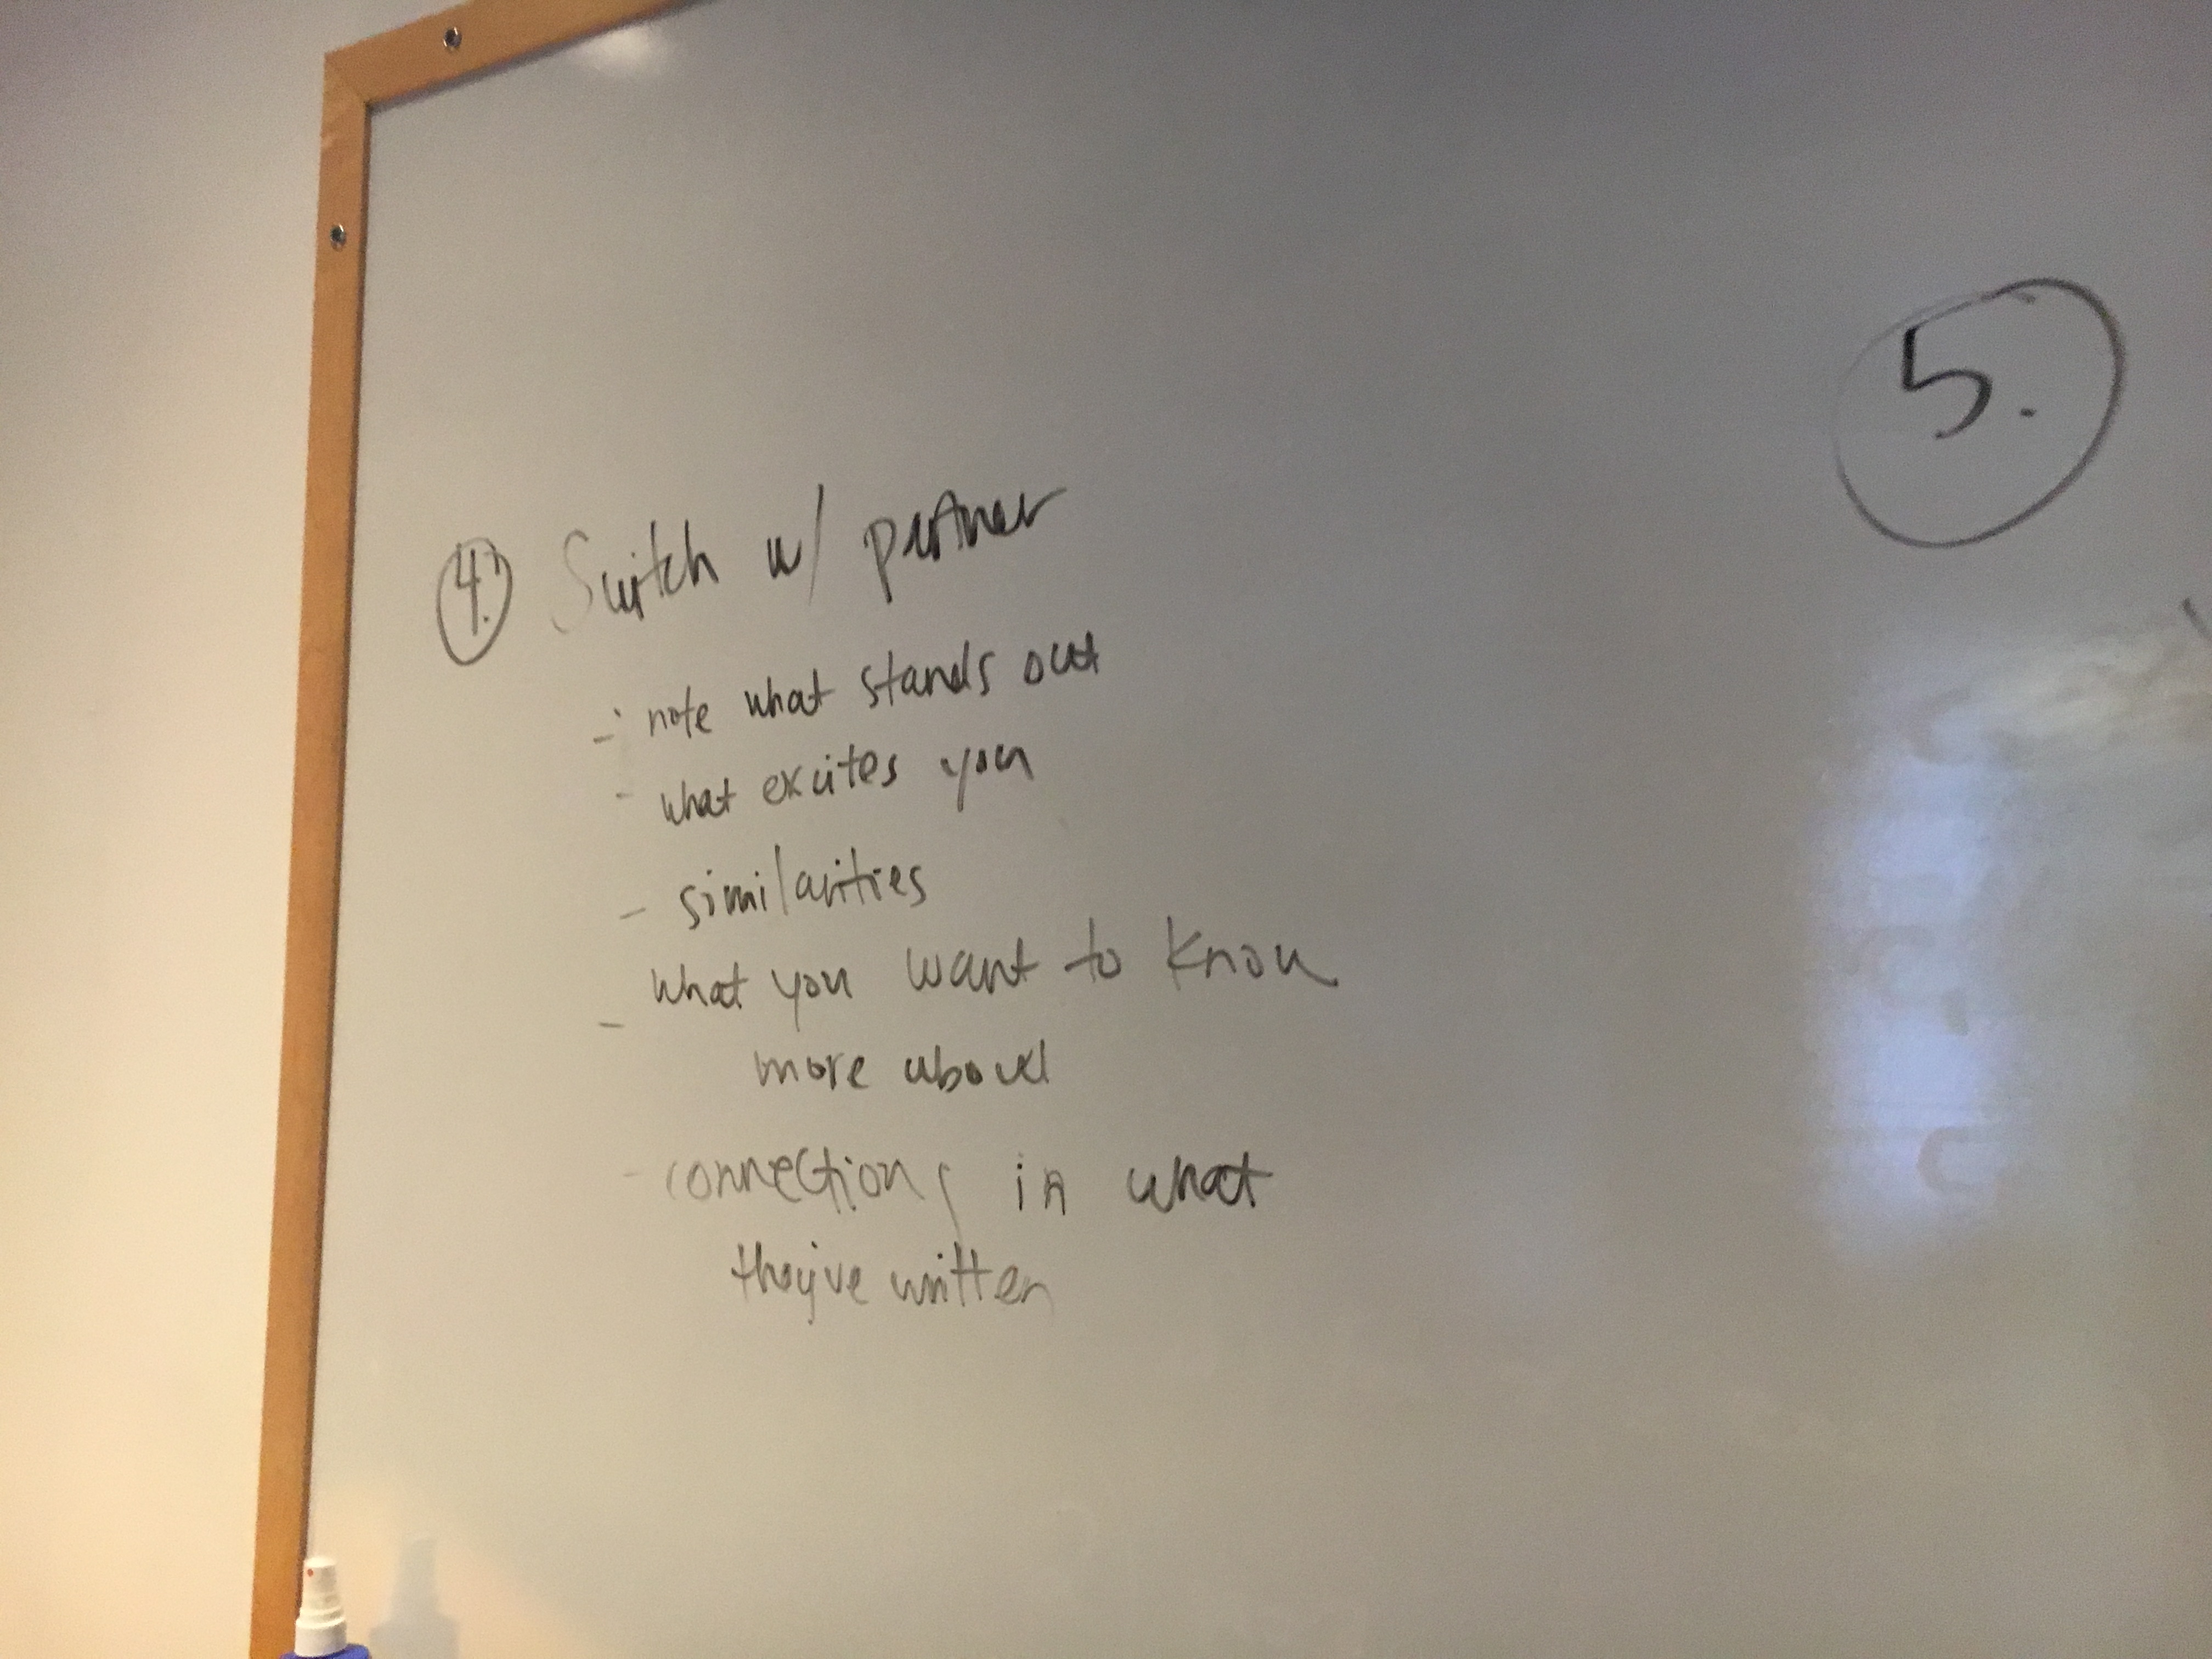 4. Switch w/ partner
- note what stands out
- what excites you
- similarities
- what you want to know
more about
- connections in what
they've written
5.